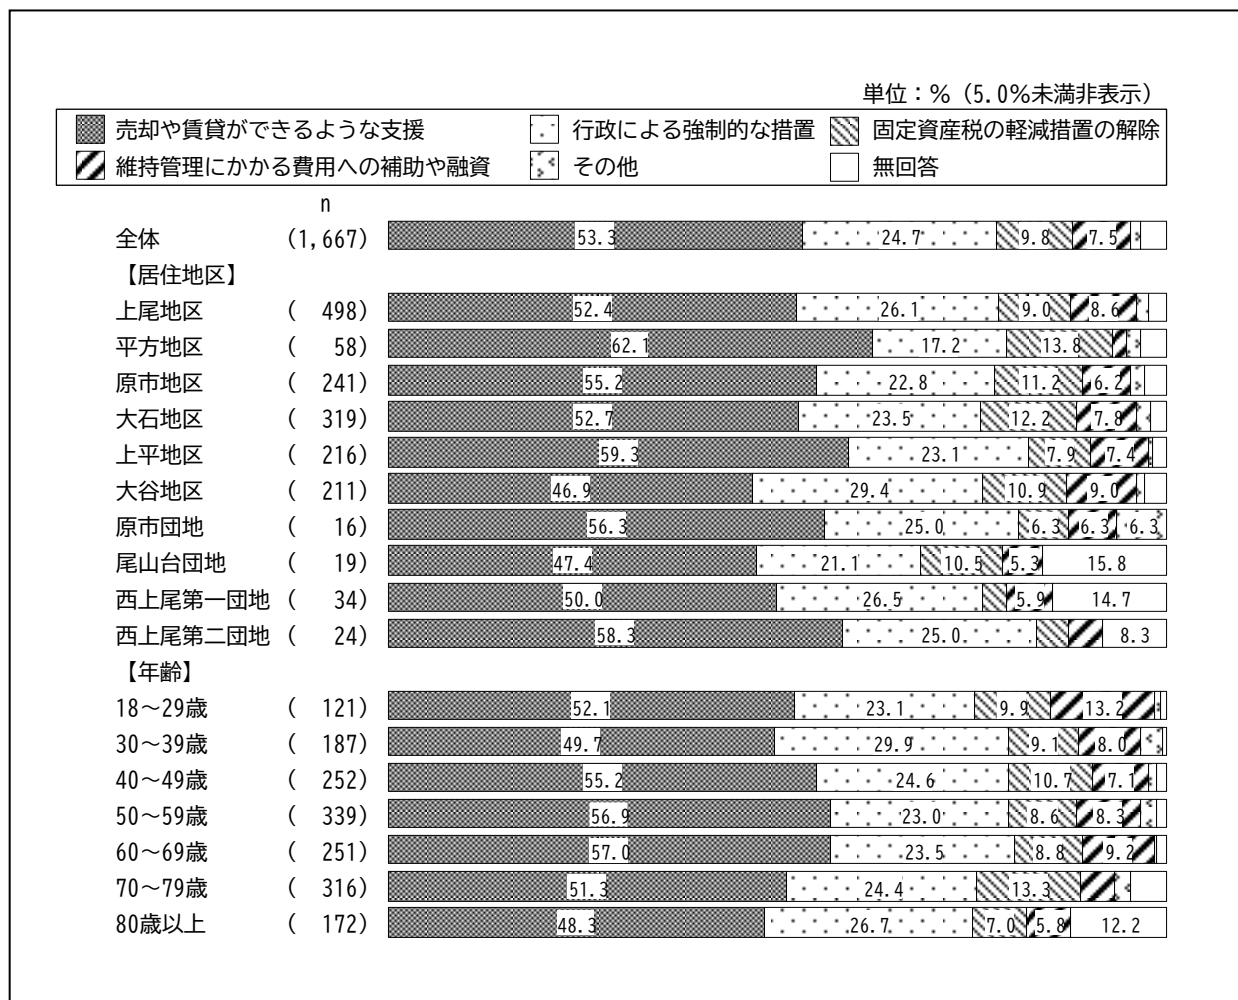 単位：％（5.0％未満非表示）
売却や賃貸ができるような支援 行政による強制的な措置 固定資産税の軽減措置の解除
維持管理にかかる費用への補助や融資 その他 無回答
n
全体 (1,667) 53.3 24.7 9.8 7.5
【居住地区】
上尾地区 ( 498) 52.4 26.1 9.0 8.6
平方地区 ( 58) 62.1 17.2 13.8
原市地区 ( 241) 55.2 22.8 11.2 6.2
大石地区 ( 319) 52.7 23.5 12.2 7.8
上平地区 ( 216) 59.3 23.1 7.9 7.4
大谷地区 ( 211) 46.9 29.4 10.9 9.0
原市団地 ( 16) 56.3 25.0 6.3 6.3 6.3
尾山台団地 ( 19) 47.4 21.1 10.5 5.3 15.8
西上尾第一団地 ( 34) 50.0 26.5 5.9 14.7
西上尾第二団地 ( 24) 58.3 25.0 8.3
【年齢】
18～29歳 ( 121) 52.1 23.1 9.9 13.2
30～39歳 ( 187) 49.7 29.9 9.1 8.0
40～49歳 ( 252) 55.2 24.6 10.7 7.1
50～59歳 ( 339) 56.9 23.0 8.6 8.3
60～69歳 ( 251) 57.0 23.5 8.8 9.2
70～79歳 ( 316) 51.3 24.4 13.3
80歳以上 ( 172) 48.3 26.7 7.0 5.8 12.2